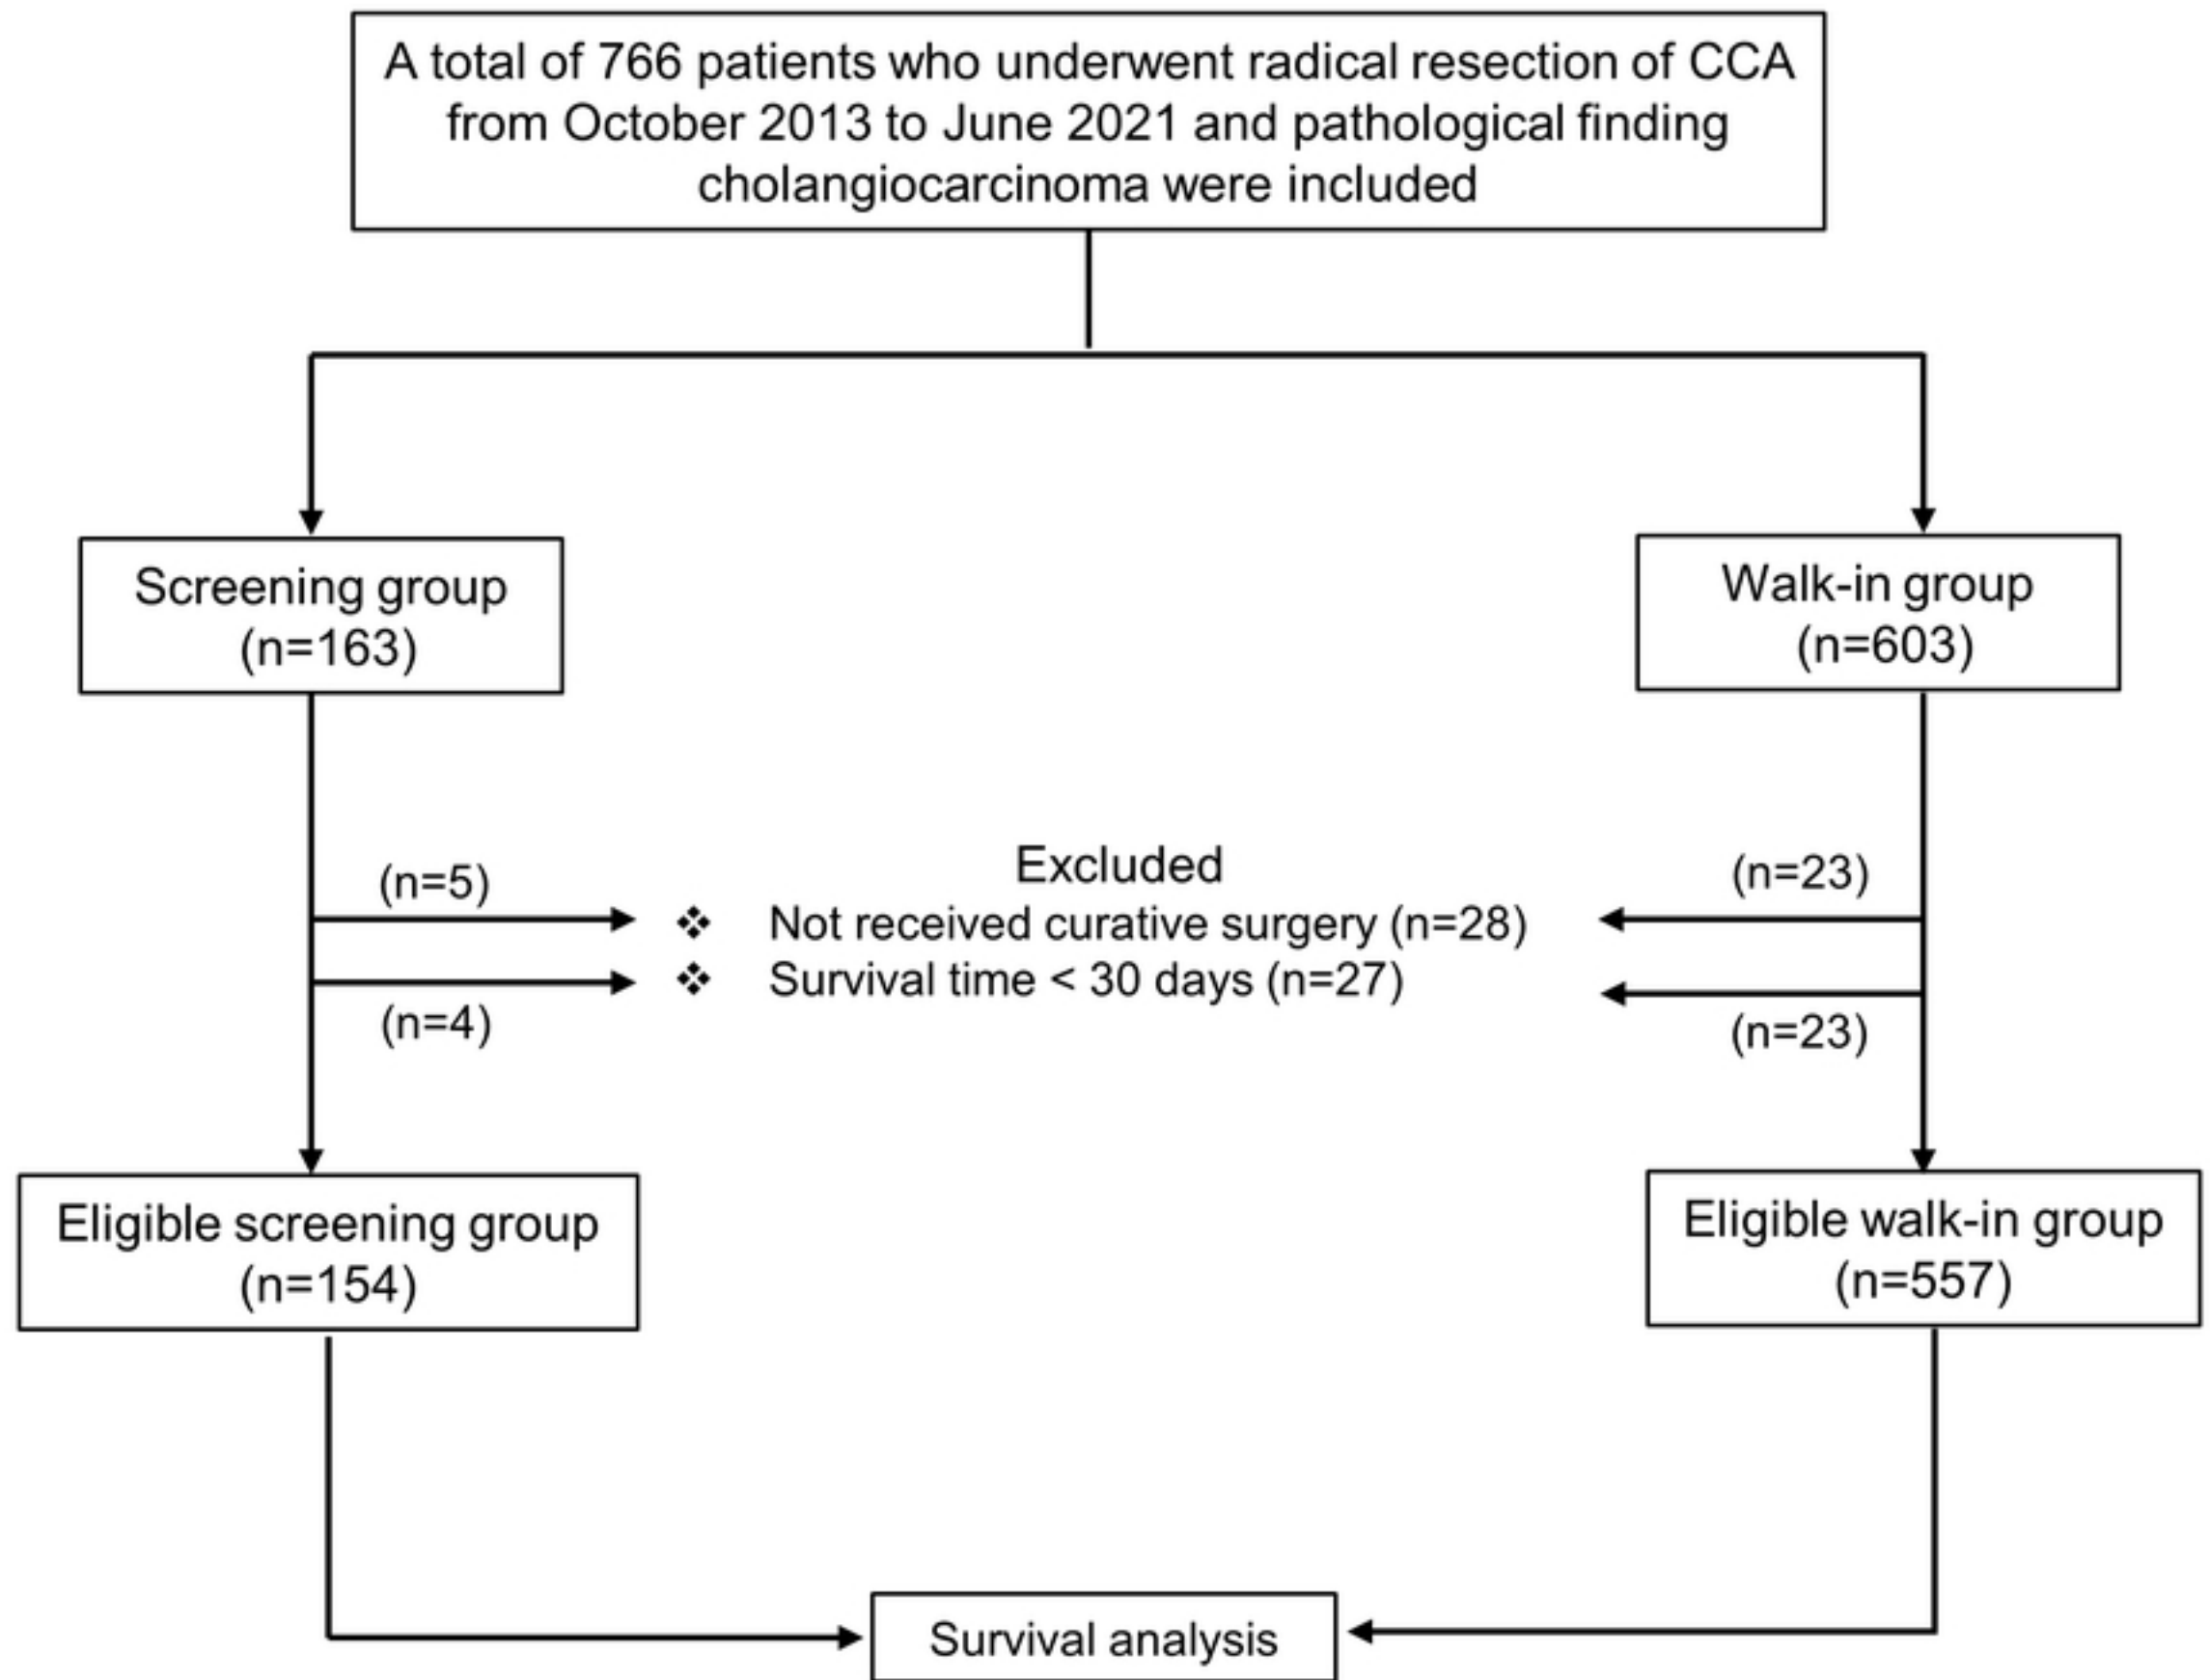 A total of 766 patients who underwent radical resection of CCA
from October 2013 to June 2021 and pathological finding
cholangiocarcinoma were included
Screening group
(n=163)
Walk-in group
(n=603)
Excluded
(n=5)
(n=23)
❖ Not received curative surgery (n=28)
❖ Survival time < 30 days (n=27)
(n=4)
(n=23)
Eligible screening group
(n=154)
Eligible walk-in group
(n=557)
Survival analysis